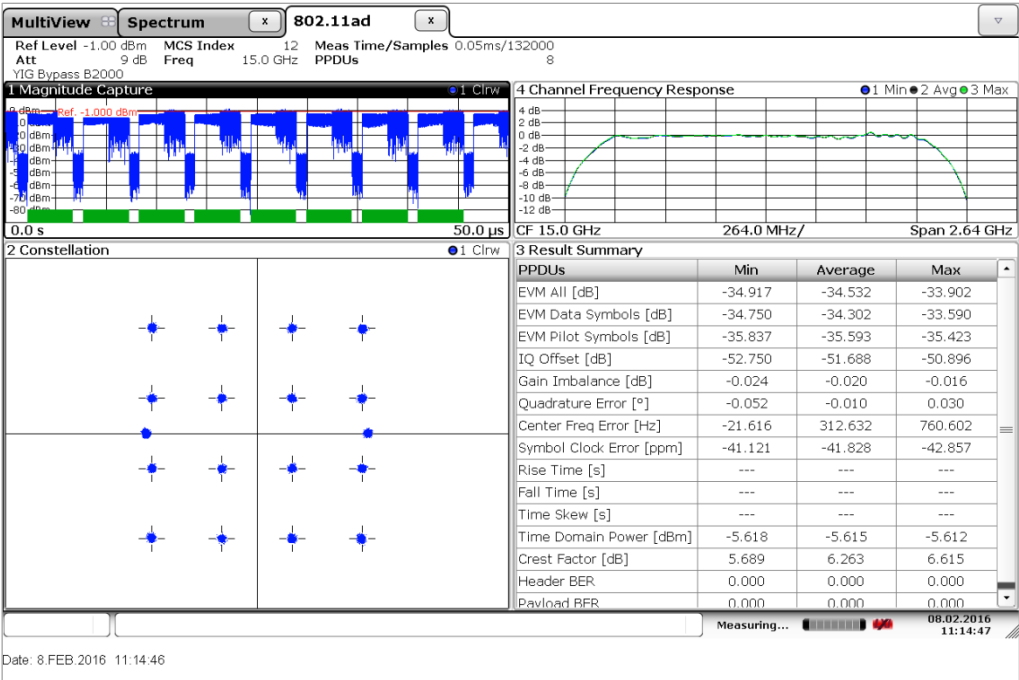 MultiView Spectrum x 802.11ad x
Ref Level -1.00 dBm MCS Index 12 Meas Time/Samples 0.05ms/132000
Att 9 dB Freq 15.0 GHz PPDUs 8
YIG Bypass B2000
1 Magnitude Capture 1 Clrw
Ref. -1.000 dBm
dBm
dBm
dBm
dBm
dBm
-80
0.0 s 50.0 µs
4 Channel Frequency Response 1 Min 2 Avg 3 Max
4 dB
2 dB
0 dB
-2 dB
-4 dB
-6 dB
-8 dB
-10 dB
-12 dB
CF 15.0 GHz 264.0 MHz/ Span 2.64 GHz
2 Constellation 1 Clrw
3 Result Summary
PPDUs Min Average Max
EVM All [dB] -34.917 -34.532 -33.902
EVM Data Symbols [dB] -34.750 -34.302 -33.590
EVM Pilot Symbols [dB] -35.837 -35.593 -35.423
IQ Offset [dB] -52.750 -51.688 -50.896
Gain Imbalance [dB] -0.024 -0.020 -0.016
Quadrature Error [°] -0.052 -0.010 0.030
Center Freq Error [Hz] -21.616 312.632 760.602
Symbol Clock Error [ppm] -41.121 -41.828 -42.857
Rise Time [s] --- --- ---
Fall Time [s] --- --- ---
Time Skew [s] --- --- ---
Time Domain Power [dBm] -5.618 -5.615 -5.612
Crest Factor [dB] 5.689 6.263 6.615
Header BER 0.000 0.000 0.000
Payload BER 0.000 0.000 0.000
Measuring... 08.02.2016
11:14:47
Date: 8.FEB.2016 11:14:46